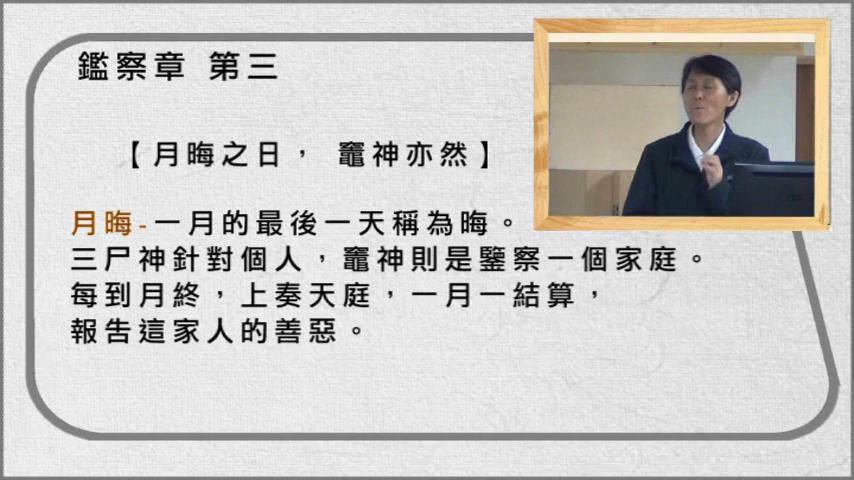 鑑察章 第三
【月晦之日， 竈神亦然】
月晦-一月的最後一天稱為晦。
三尸神針對個人，竈神則是鑒察一個家庭。
每到月終，上奏天庭，一月一結算，
報告這家人的善惡。